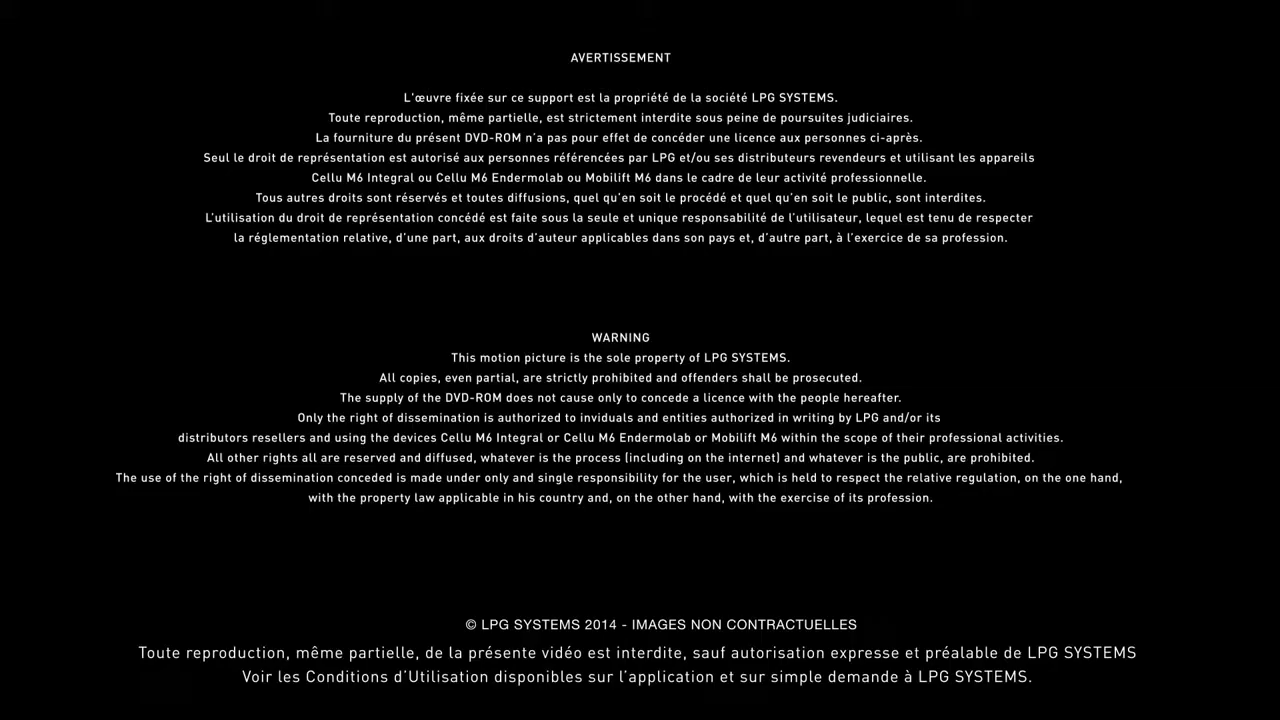 AVERTISSEMENT
L'œuvre fixée sur ce support est la propriété de la société LPG SYSTEMS.
Toute reproduction, même partielle, est strictement interdite sous peine de poursuites judiciaires.
La fourniture du présent DVD-ROM n'a pas pour effet de concéder une licence aux personnes ci-après.
Seul le droit de représentation est autorisé aux personnes référencées par LPG et/ou ses distributeurs revendeurs et utilisant les appareils
Cellu M6 Integral ou Cellu M6 Endermolab ou Mobilift M6 dans le cadre de leur activité professionnelle.
Tous autres droits sont réservés et toutes diffusions, quel qu'en soit le procédé et quel qu'en soit le public, sont interdites.
L'utilisation du droit de représentation concédé est faite sous la seule et unique responsabilité de l'utilisateur, lequel est tenu de respecter
la réglementation relative, d'une part, aux droits d'auteur applicables dans son pays et, d'autre part, à l'exercice de sa profession.
WARNING
This motion picture is the sole property of LPG SYSTEMS.
All copies, even partial, are strictly prohibited and offenders shall be prosecuted.
The supply of the DVD-ROM does not cause only to concede a licence with the people hereafter.
Only the right of dissemination is authorized to inviduals and entities authorized in writing by LPG and/or its
distributors resellers and using the devices Cellu M6 Integral or Cellu M6 Endermolab or Mobilift M6 within the scope of their professional activities.
All other rights all are reserved and diffused, whatever is the process (including on the internet) and whatever is the public, are prohibited.
The use of the right of dissemination conceded is made under only and single responsibility for the user, which is held to respect the relative regulation, on the one hand,
with the property law applicable in his country and, on the other hand, with the exercise of its profession.
© LPG SYSTEMS 2014 - IMAGES NON CONTRACTUELLES
Toute reproduction, même partielle, de la présente vidéo est interdite, sauf autorisation expresse et préalable de LPG SYSTEMS
Voir les Conditions d'Utilisation disponibles sur l'application et sur simple demande à LPG SYSTEMS.